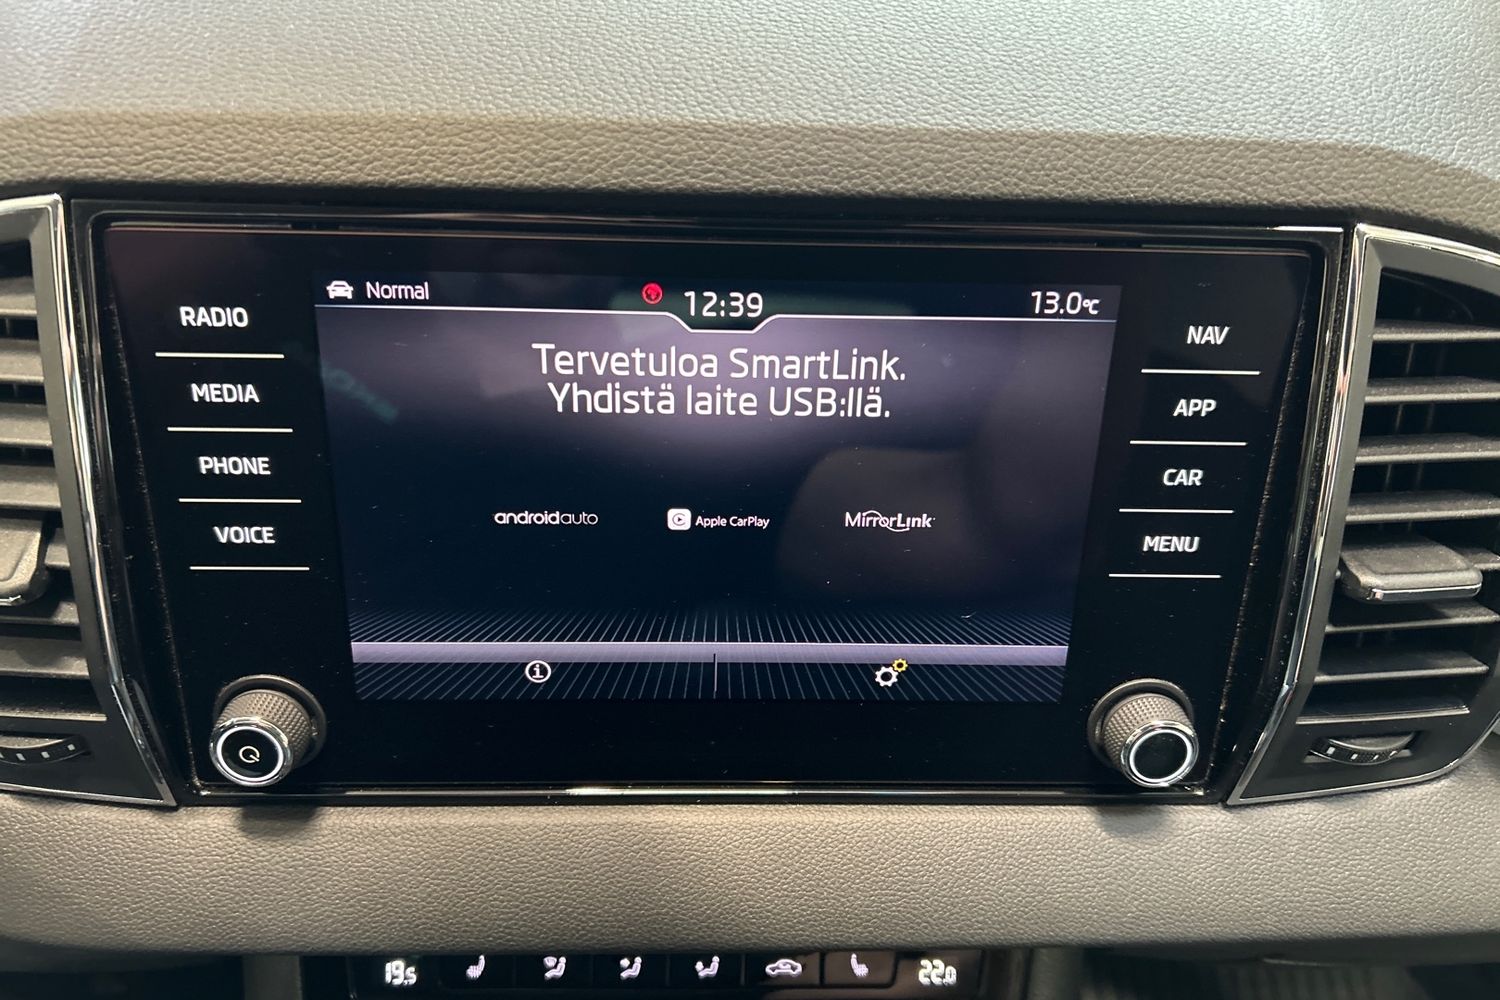 Normal
12:39
13.0°C
RADIO
MEDIA
PHONE
VOICE
Tervetuloa SmartLink.
Yhdistä laite USB:llä.
androidauto
Apple CarPlay
MirrorLink
NAV
APP
CAR
MENU
19.5
22.0